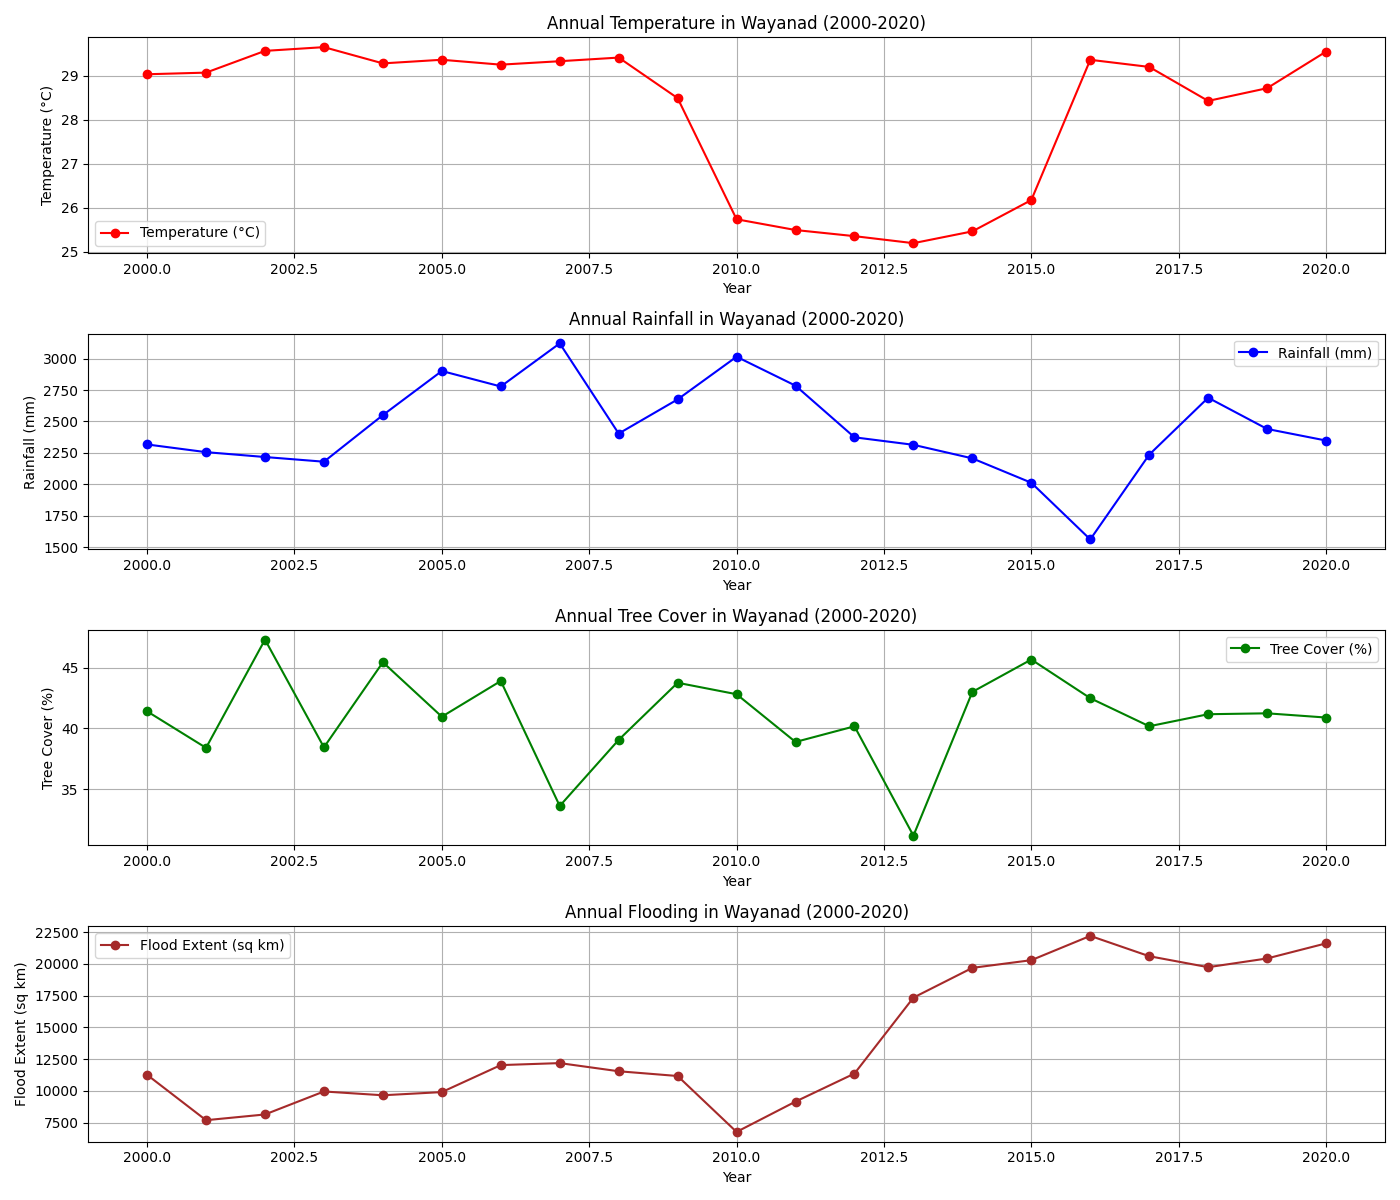 Annual Temperature in Wayanad (2000-2020)
Temperature (°C)
29
28
27
26
25
Temperature (°C)
2000.0 2002.5 2005.0 2007.5 2010.0 2012.5 2015.0 2017.5 2020.0
Year
Annual Rainfall in Wayanad (2000-2020)
Rainfall (mm)
3000
2750
2500
2250
2000
1750
1500
Rainfall (mm)
2000.0 2002.5 2005.0 2007.5 2010.0 2012.5 2015.0 2017.5 2020.0
Year
Annual Tree Cover in Wayanad (2000-2020)
Tree Cover (%)
45
40
35
Tree Cover (%)
2000.0 2002.5 2005.0 2007.5 2010.0 2012.5 2015.0 2017.5 2020.0
Year
Annual Flooding in Wayanad (2000-2020)
Flood Extent (sq km)
22500
20000
17500
15000
12500
10000
7500
Flood Extent (sq km)
2000.0 2002.5 2005.0 2007.5 2010.0 2012.5 2015.0 2017.5 2020.0
Year